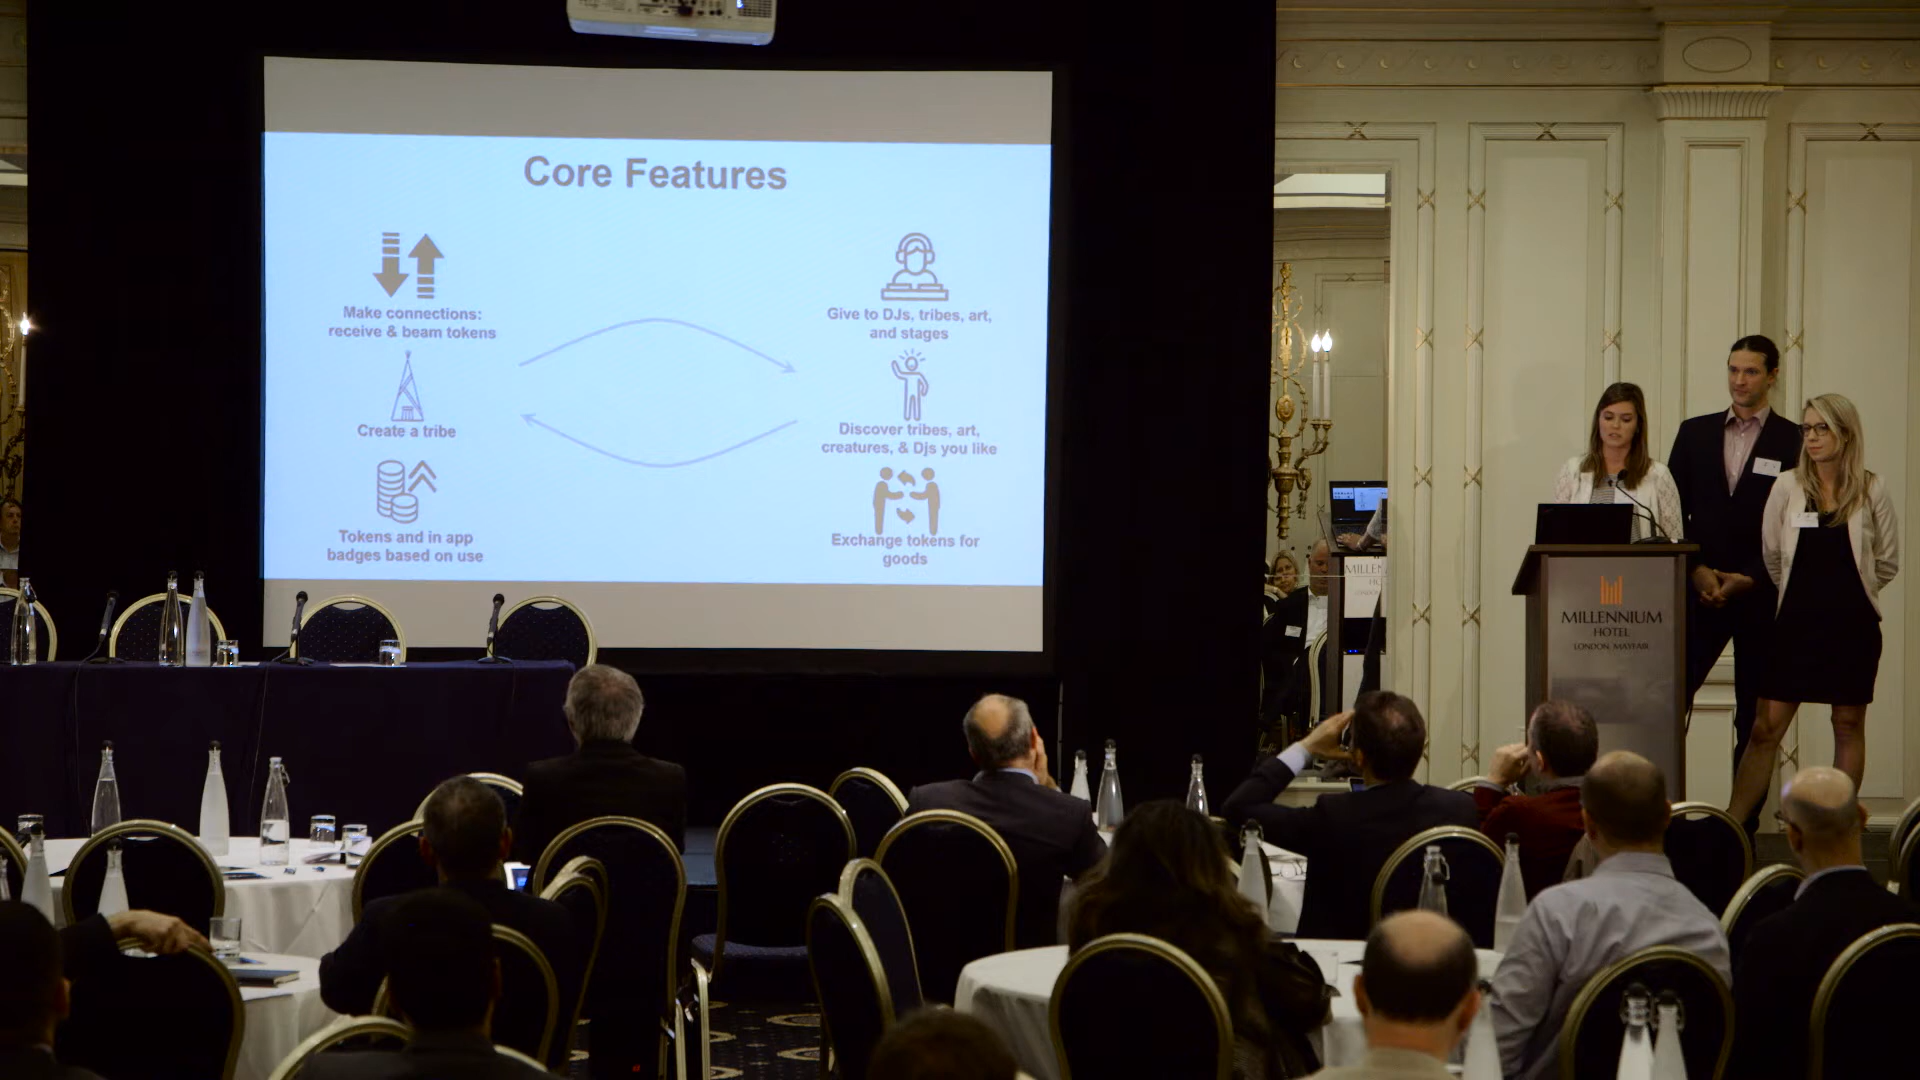 Core Features
Make connections:
receive & beam tokens
Create a tribe
Tokens and in app
badges based on use
Give to DJs, tribes, art,
and stages
Discover tribes, art,
creatures, & Djs you like
Exchange tokens for
goods
MILLENNIUM
HOTEL
LONDON MAYFAIR